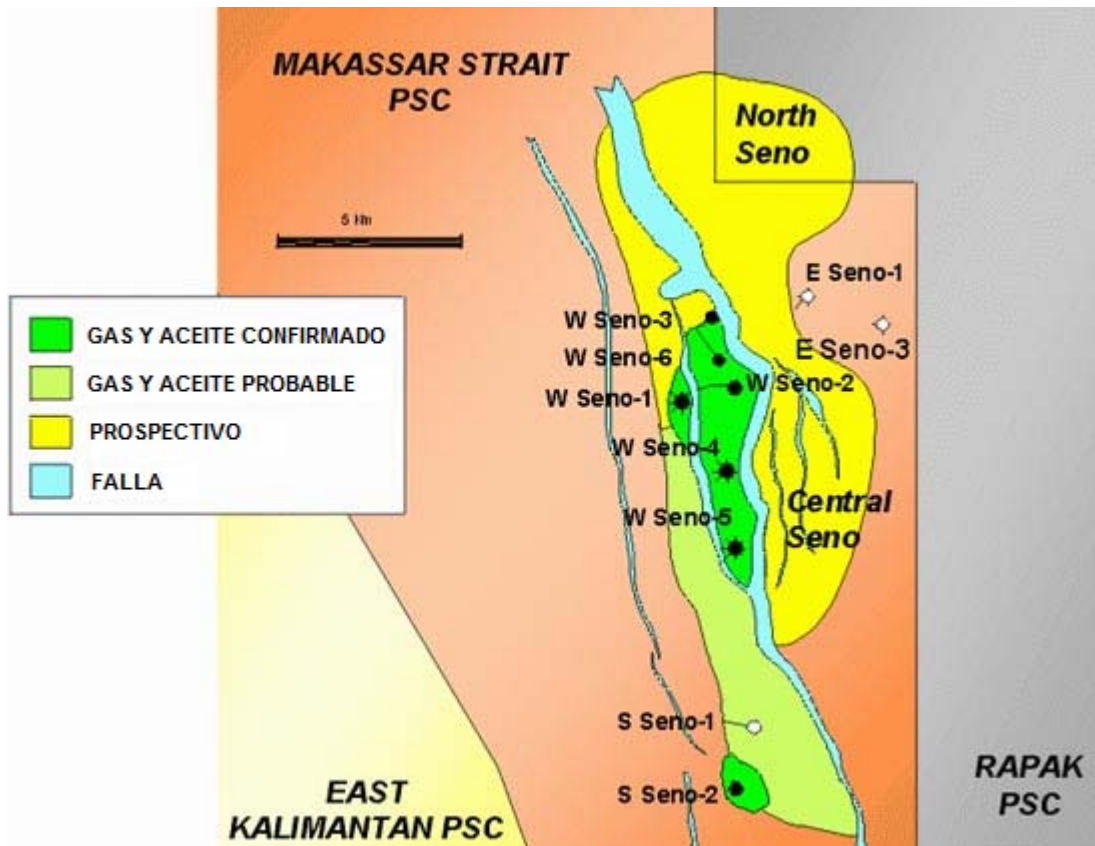 MAKASSAR STRAIT
PSC
North
Seno
E Seno-1
E Seno-3
GAS Y ACEITE CONFIRMADO
GAS Y ACEITE PROBABLE
PROSPECTIVO
FALLA
W Seno-3
W Seno-6
W Seno-2
W Seno-1
W Seno-4
W Seno-5
Central
Seno
S Seno-1
S Seno-2
EAST
KALIMANTAN PSC
RAPAK
PSC